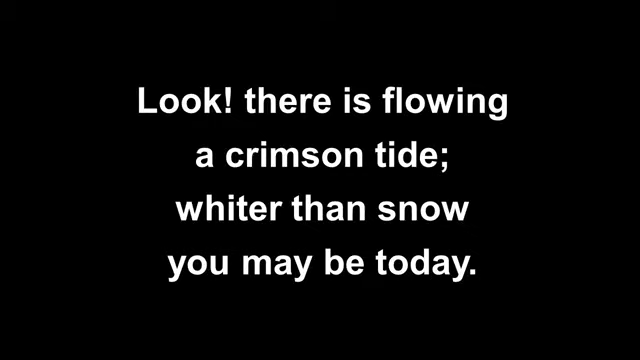 Look! there is flowing
a crimson tide;
whiter than snow
you may be today.